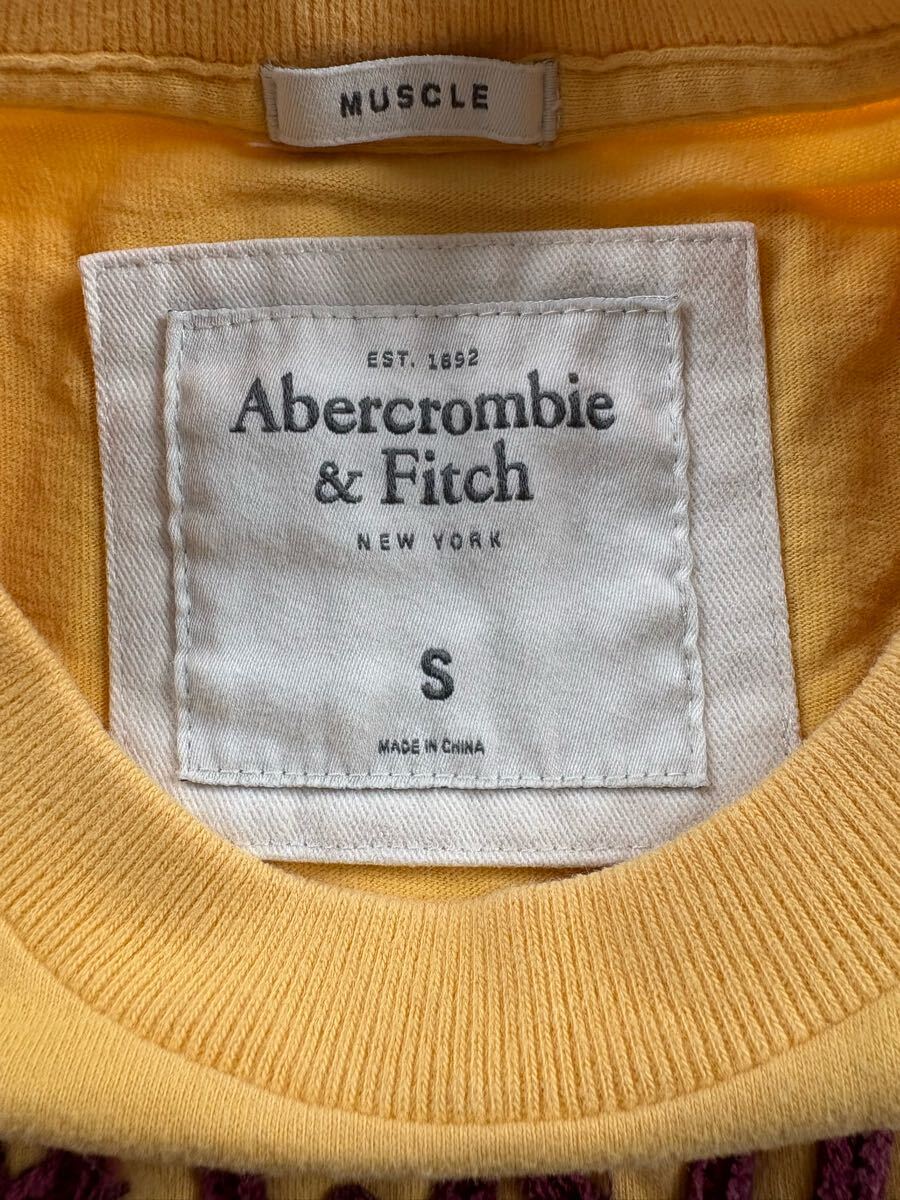 MUSCLE
EST. 1892
Abercrombie
& Fitch
NEW YORK
S
MADE IN CHINA